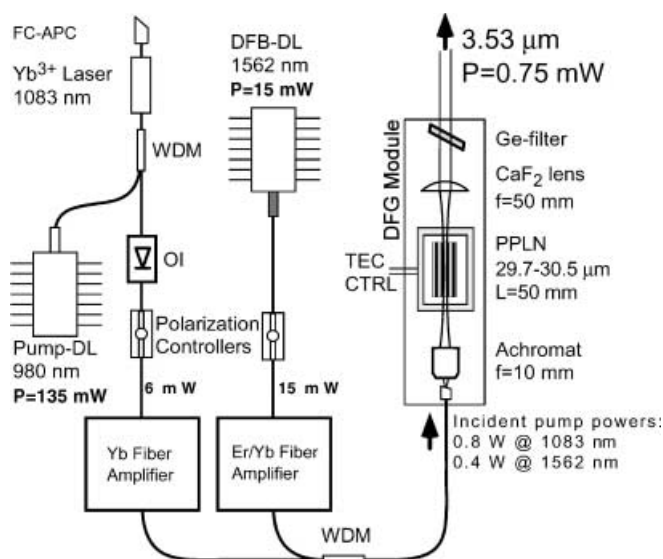 FC-APC
Yb3+ Laser
1083 nm
WDM
Pump-DL
980 nm
P=135 mW
OI
Polarization
Controllers
6 mW
15 mW
DFB-DL
1562 nm
P=15 mW
Yb Fiber
Amplifier
Er/Yb Fiber
Amplifier
WDM
3.53 µm
P=0.75 mW
DFG Module
Ge-filter
CaF2 lens
f=50 mm
PPLN
29.7-30.5 µm
L=50 mm
TEC
CTRL
Achromat
f=10 mm
Incident pump powers:
0.8 W @ 1083 nm
0.4 W @ 1562 nm